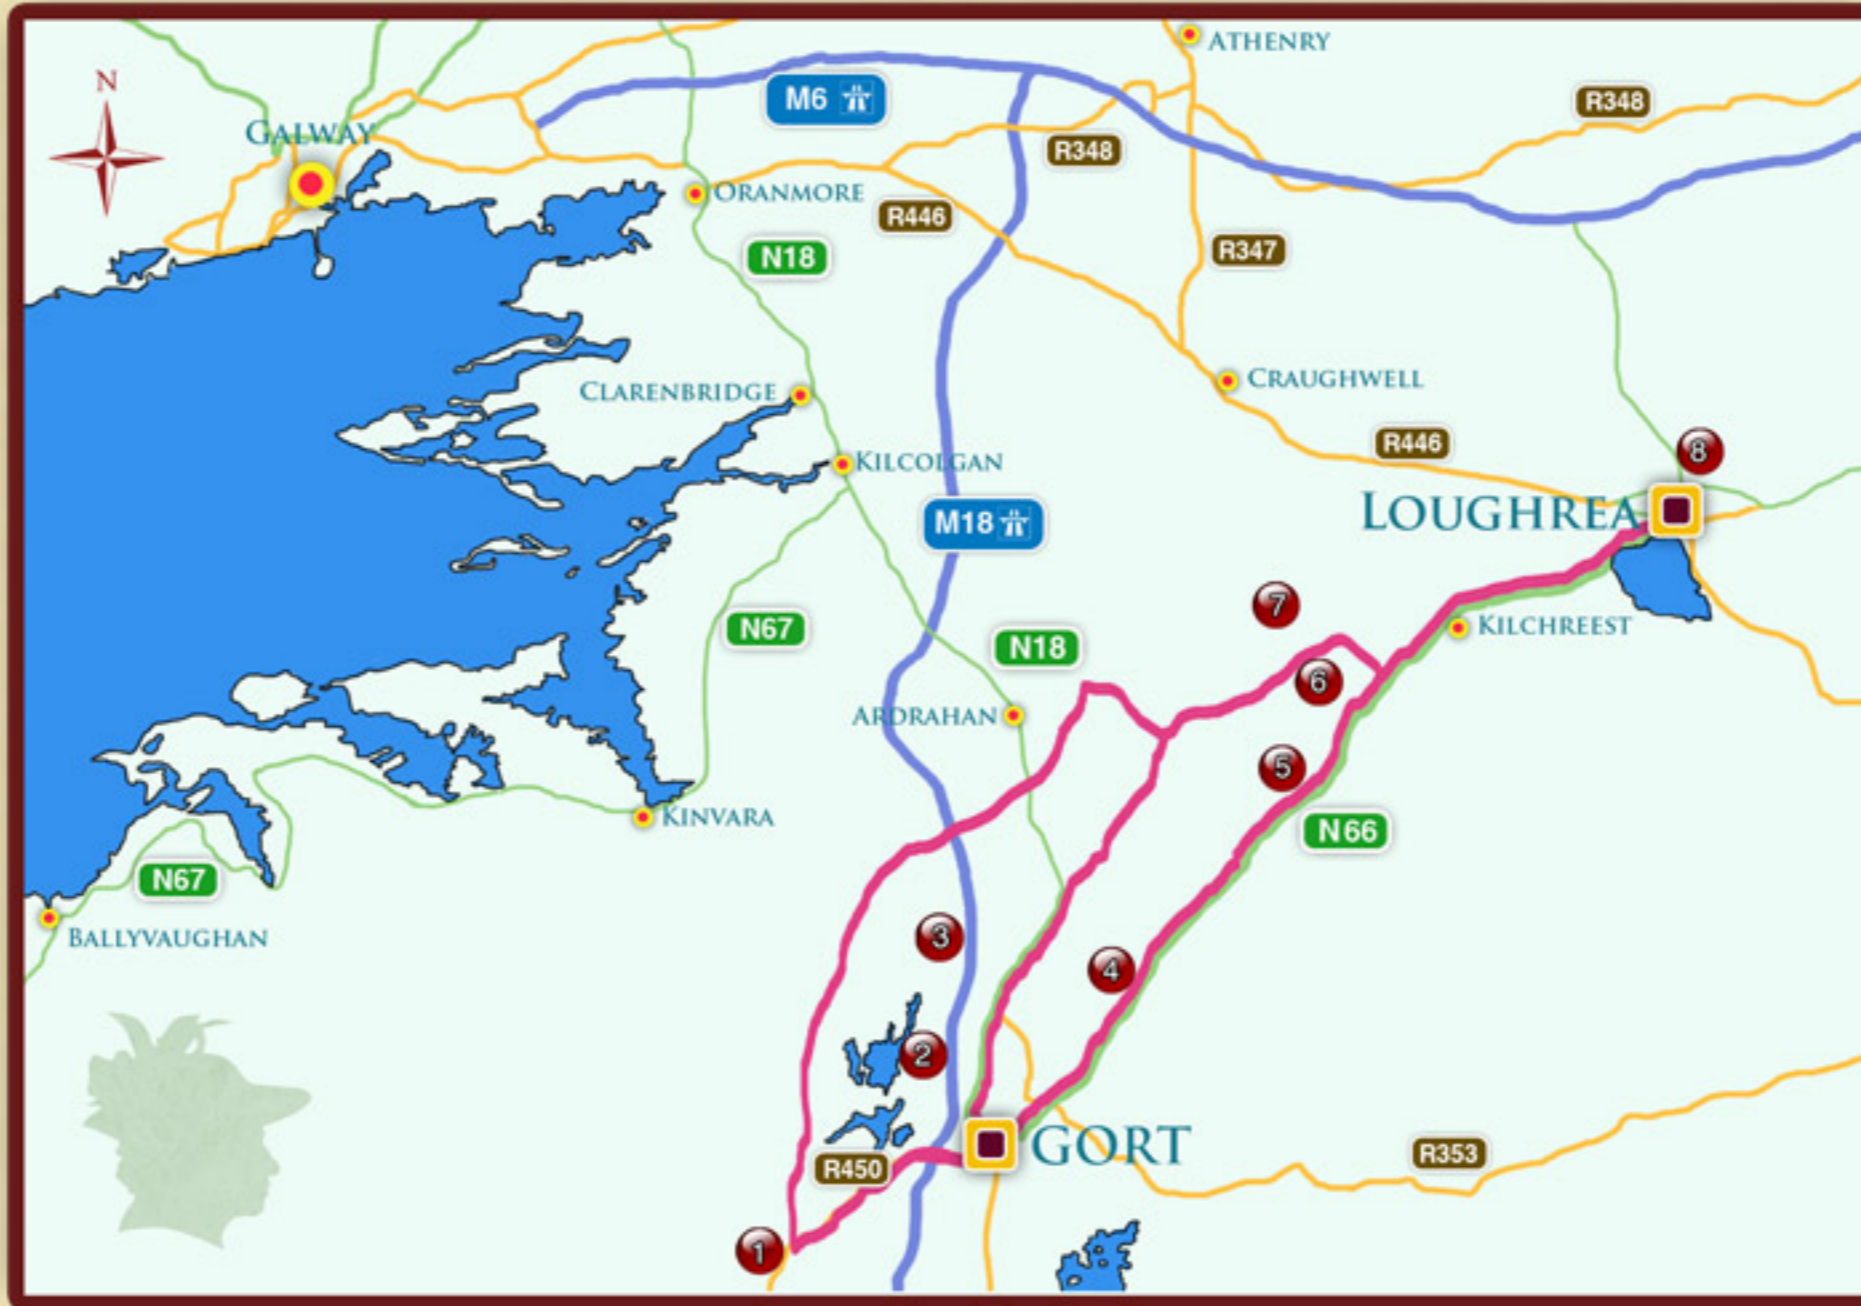 N
ATHENRY
GALWAY
M6
R348
R348
ORANMORE
R446
N18
R347
CLARENBRIDGE
CRAUGHWELL
KILCOLGAN
R446
8
M18
LOUGHREA
7
N67
N18
KILCHREEST
6
ARDRAHAN
5
KINVARA
N66
N67
3
BALLYVAUGHAN
4
2
GORT
R450
R353
1